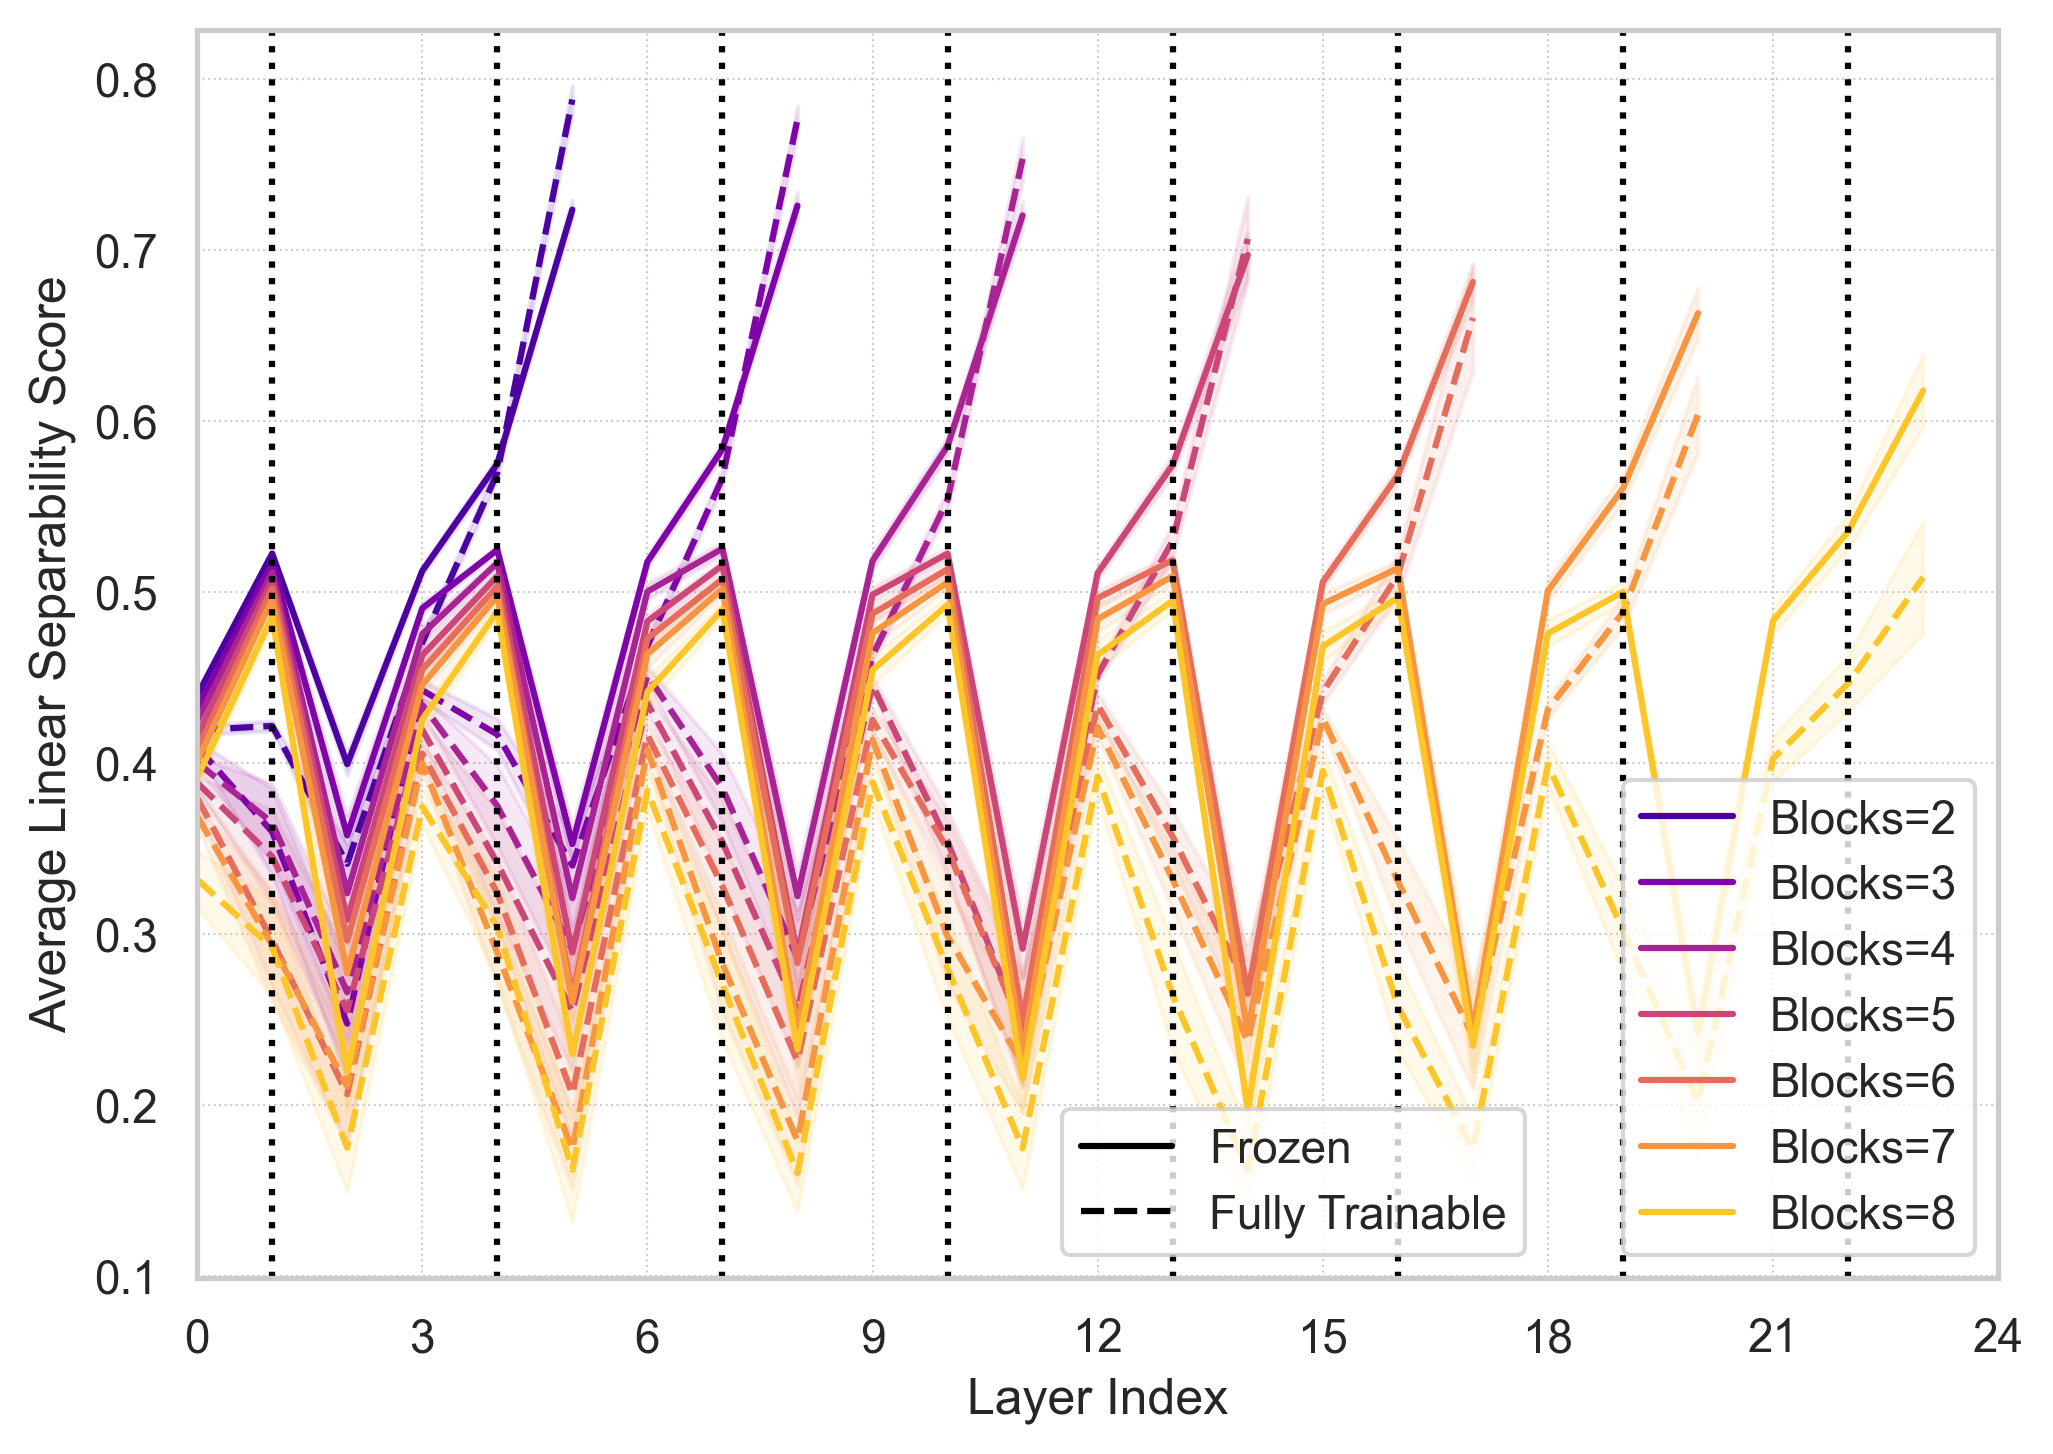 Average Linear Separability Score
0.8
0.7
0.6
0.5
0.4
0.3
0.2
0.1
0 3 6 9 12 15 18 21 24
Layer Index
Frozen
Fully Trainable
Blocks=2
Blocks=3
Blocks=4
Blocks=5
Blocks=6
Blocks=7
Blocks=8